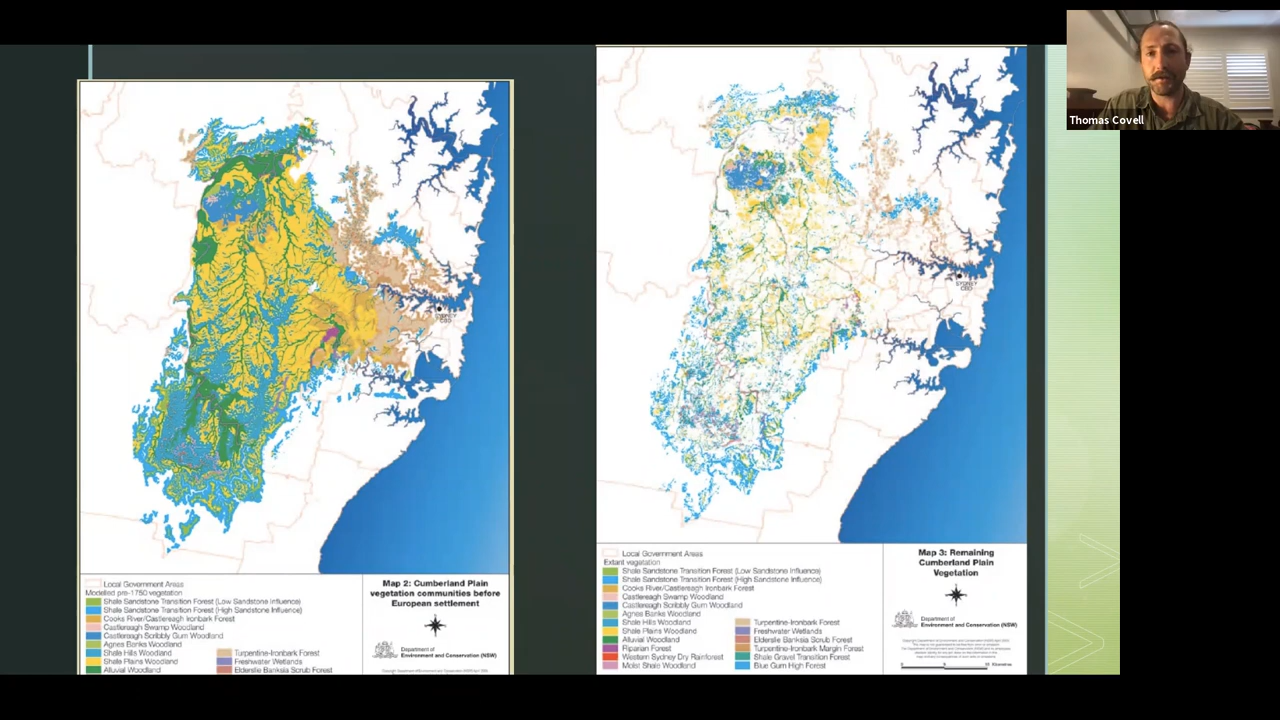 Thomas Covell
SYDNEY
CBD
Local Government Areas
Modelled pre-1750 vegetation
Shale Sandstone Transition Forest (Low Sandstone Influence)
Shale Sandstone Transition Forest (High Sandstone Influence)
Cooks River/Castlereagh Ironbark Forest
Castlereagh Swamp Woodland
Castlereagh Scribbly Gum Woodland
Agnes Banks Woodland
Shale Hills Woodland
Shale Plains Woodland
Alluvial Woodland
Turpentine-Ironbark Forest
Freshwater Wetlands
Elderslie Banksia Scrub Forest
Map 2: Cumberland Plain
vegetation communities before
European settlement
Department of
Environment and Conservation (NSW)
SYDNEY
CBD
Local Government Areas
Extant vegetation
Shale Sandstone Transition Forest (Low Sandstone Influence)
Shale Sandstone Transition Forest (High Sandstone Influence)
Cooks River/Castlereagh Ironbark Forest
Castlereagh Swamp Woodland
Castlereagh Scribbly Gum Woodland
Agnes Banks Woodland
Shale Hills Woodland
Shale Plains Woodland
Alluvial Woodland
Riparian Forest
Western Sydney Dry Rainforest
Moist Shale Woodland
Turpentine-Ironbark Forest
Freshwater Wetlands
Elderslie Banksia Scrub Forest
Turpentine-Ironbark Margin Forest
Shale Gravel Transition Forest
Blue Gum High Forest
Map 3: Remaining
Cumberland Plain
Vegetation
Department of
Environment and Conservation (NSW)